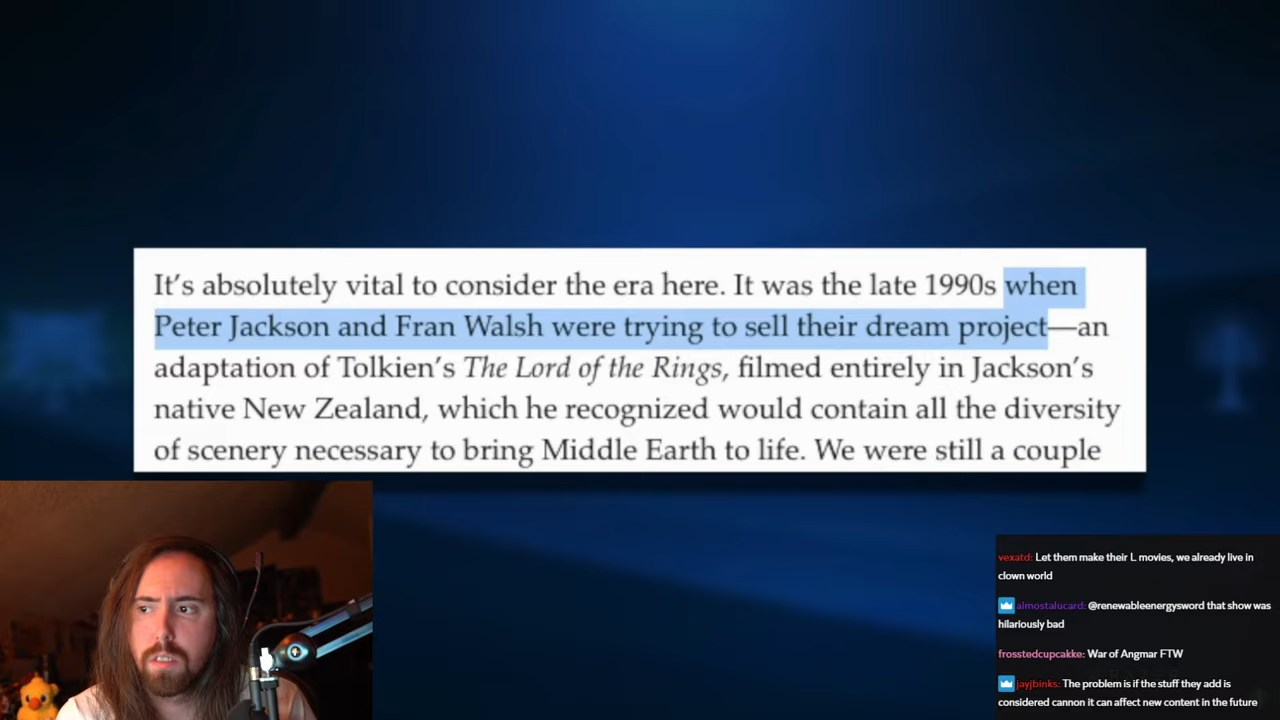 It’s absolutely vital to consider the era here. It was the late 1990s when
Peter Jackson and Fran Walsh were trying to sell their dream project—an
adaptation of Tolkien’s The Lord of the Rings, filmed entirely in Jackson’s
native New Zealand, which he recognized would contain all the diversity
of scenery necessary to bring Middle Earth to life. We were still a couple
vexatd: Let them make their L movies, we already live in
clown world
almostalucard: @renewableenergysword that show was
hilariously bad
frosstedcupcakke: War of Angmar FTW
jayjbinks: The problem is if the stuff they add is
considered cannon it can affect new content in the future